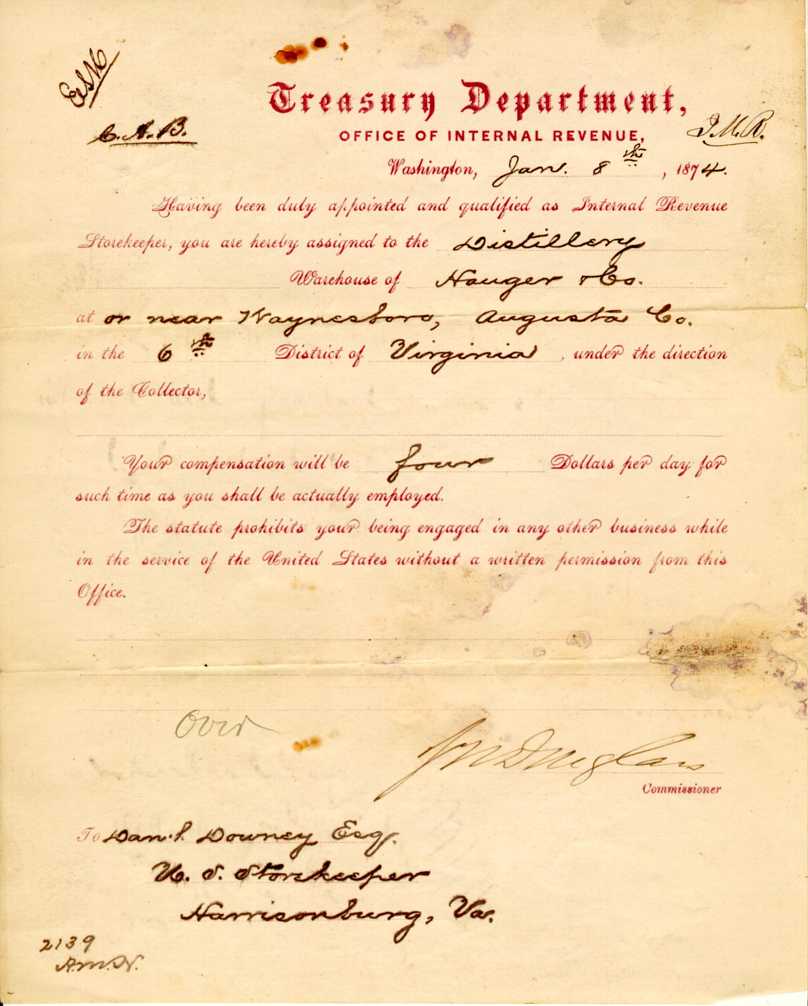 E.S.M.
C. A. B.
Treasury Department,
OFFICE OF INTERNAL REVENUE,
J. M. R.
Washington, Jan. 8th, 1874.
Having been duly appointed and qualified as Internal Revenue
Storekeeper, you are hereby assigned to the Distillery
Warehouse of Hauger & Co.
at or near Waynesboro, Augusta Co.
in the 6th District of Virginia, under the direction
of the Collector,
Your compensation will be four Dollars per day for
such time as you shall be actually employed.
The statute prohibits your being engaged in any other business while
in the service of the United States without a written permission from this
Office.
Over
J W Douglass
Commissioner
To Danl. Downey Esq.
U. S. Storekeeper
Harrisonburg, Va.
2139